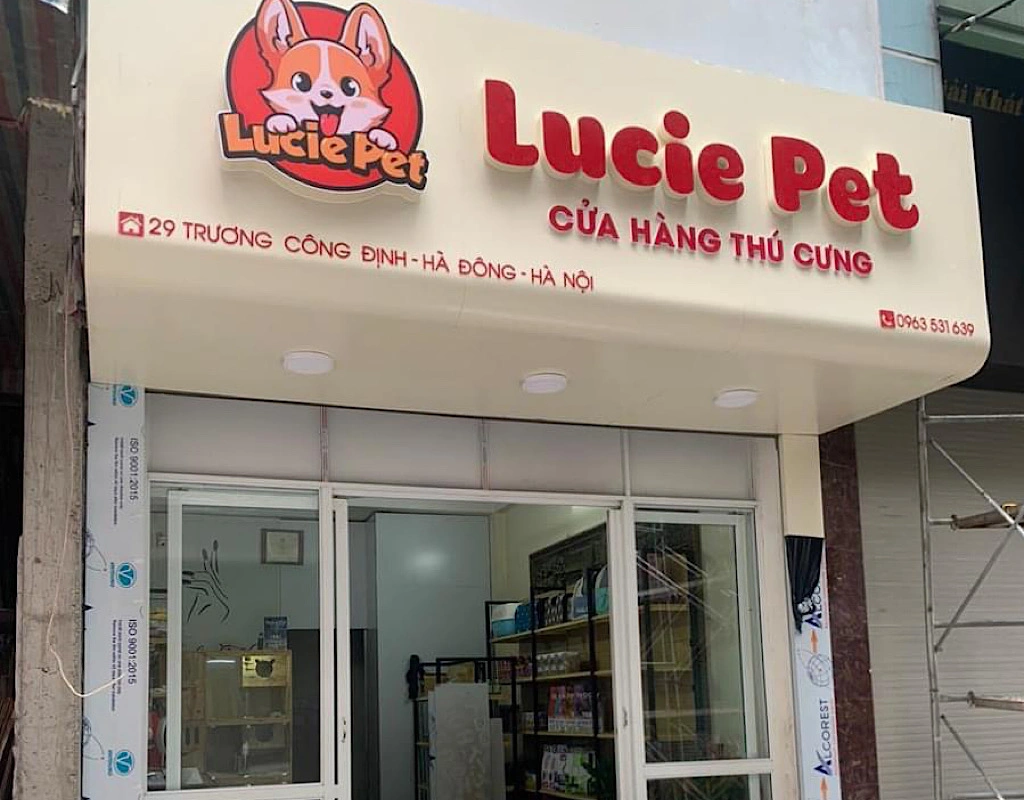 Lucie Pet
Lucie Pet
CỬA HÀNG THÚ CƯNG
29 TRƯƠNG CÔNG ĐỊNH - HÀ ĐÔNG - HÀ NỘI
0963 531 639
ISO 9001:2015
ISO 9001:2015
ALCOREST